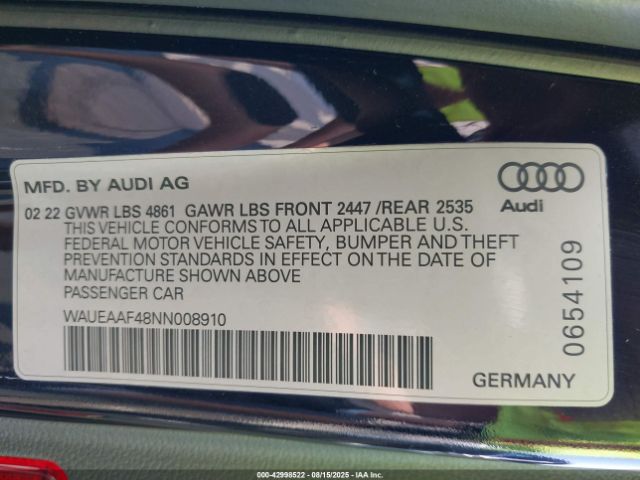 MFD. BY AUDI AG
02 22 GVWR LBS 4861 GAWR LBS FRONT 2447 /REAR 2535
THIS VEHICLE CONFORMS TO ALL APPLICABLE U.S.
FEDERAL MOTOR VEHICLE SAFETY, BUMPER AND THEFT
PREVENTION STANDARDS IN EFFECT ON THE DATE OF
MANUFACTURE SHOWN ABOVE
PASSENGER CAR
WAUEAAF48NN008910
Audi
0654109
GERMANY
000-42998522 - 08/15/2025 - IAAI.COM